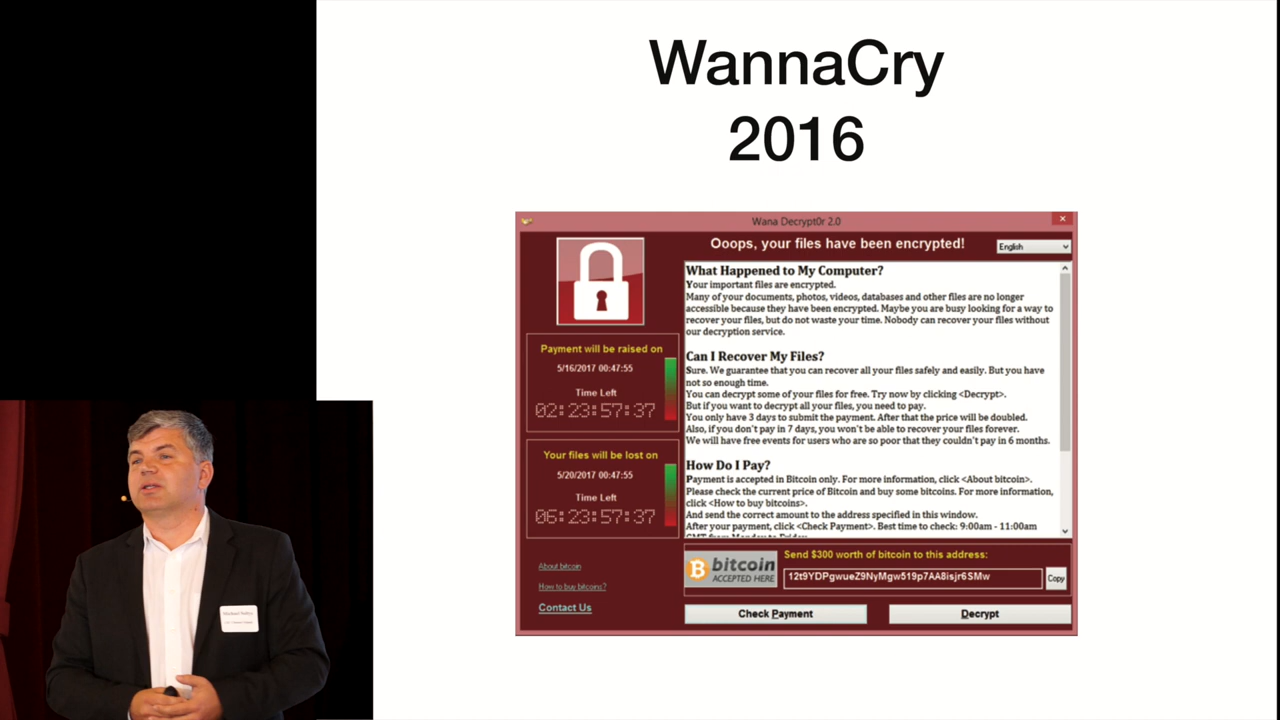 WannaCry
2016
Wana Decrypt0r 2.0
Ooops, your files have been encrypted!
English
What Happened to My Computer?
Your important files are encrypted.
Many of your documents, photos, videos, databases and other files are no longer
accessible because they have been encrypted. Maybe you are busy looking for a way to
recover your files, but do not waste your time. Nobody can recover your files without
our decryption service.
Can I Recover My Files?
Sure. We guarantee that you can recover all your files safely and easily. But you have
not so enough time.
You can decrypt some of your files for free. Try now by clicking <Decrypt>.
But if you want to decrypt all your files, you need to pay.
You only have 3 days to submit the payment. After that the price will be doubled.
Also, if you don't pay in 7 days, you won't be able to recover your files forever.
We will have free events for users who are so poor that they couldn't pay in 6 months.
How Do I Pay?
Payment is accepted in Bitcoin only. For more information, click <About bitcoin>.
Please check the current price of Bitcoin and buy some bitcoins. For more information,
click <How to buy bitcoins>.
And send the correct amount to the address specified in this window.
After your payment, click <Check Payment>. Best time to check: 9:00am - 11:00am
GMT from Monday to Friday.
Payment will be raised on
5/16/2017 00:47:55
Time Left
02:23:57:37
Your files will be lost on
5/20/2017 00:47:55
Time Left
06:23:57:37
About bitcoin
How to buy bitcoins?
Contact Us
bitcoin
ACCEPTED HERE
Send $300 worth of bitcoin to this address:
12t9YDPgwueZ9NyMgw519p7AA8isjr6SMw
Copy
Check Payment
Decrypt